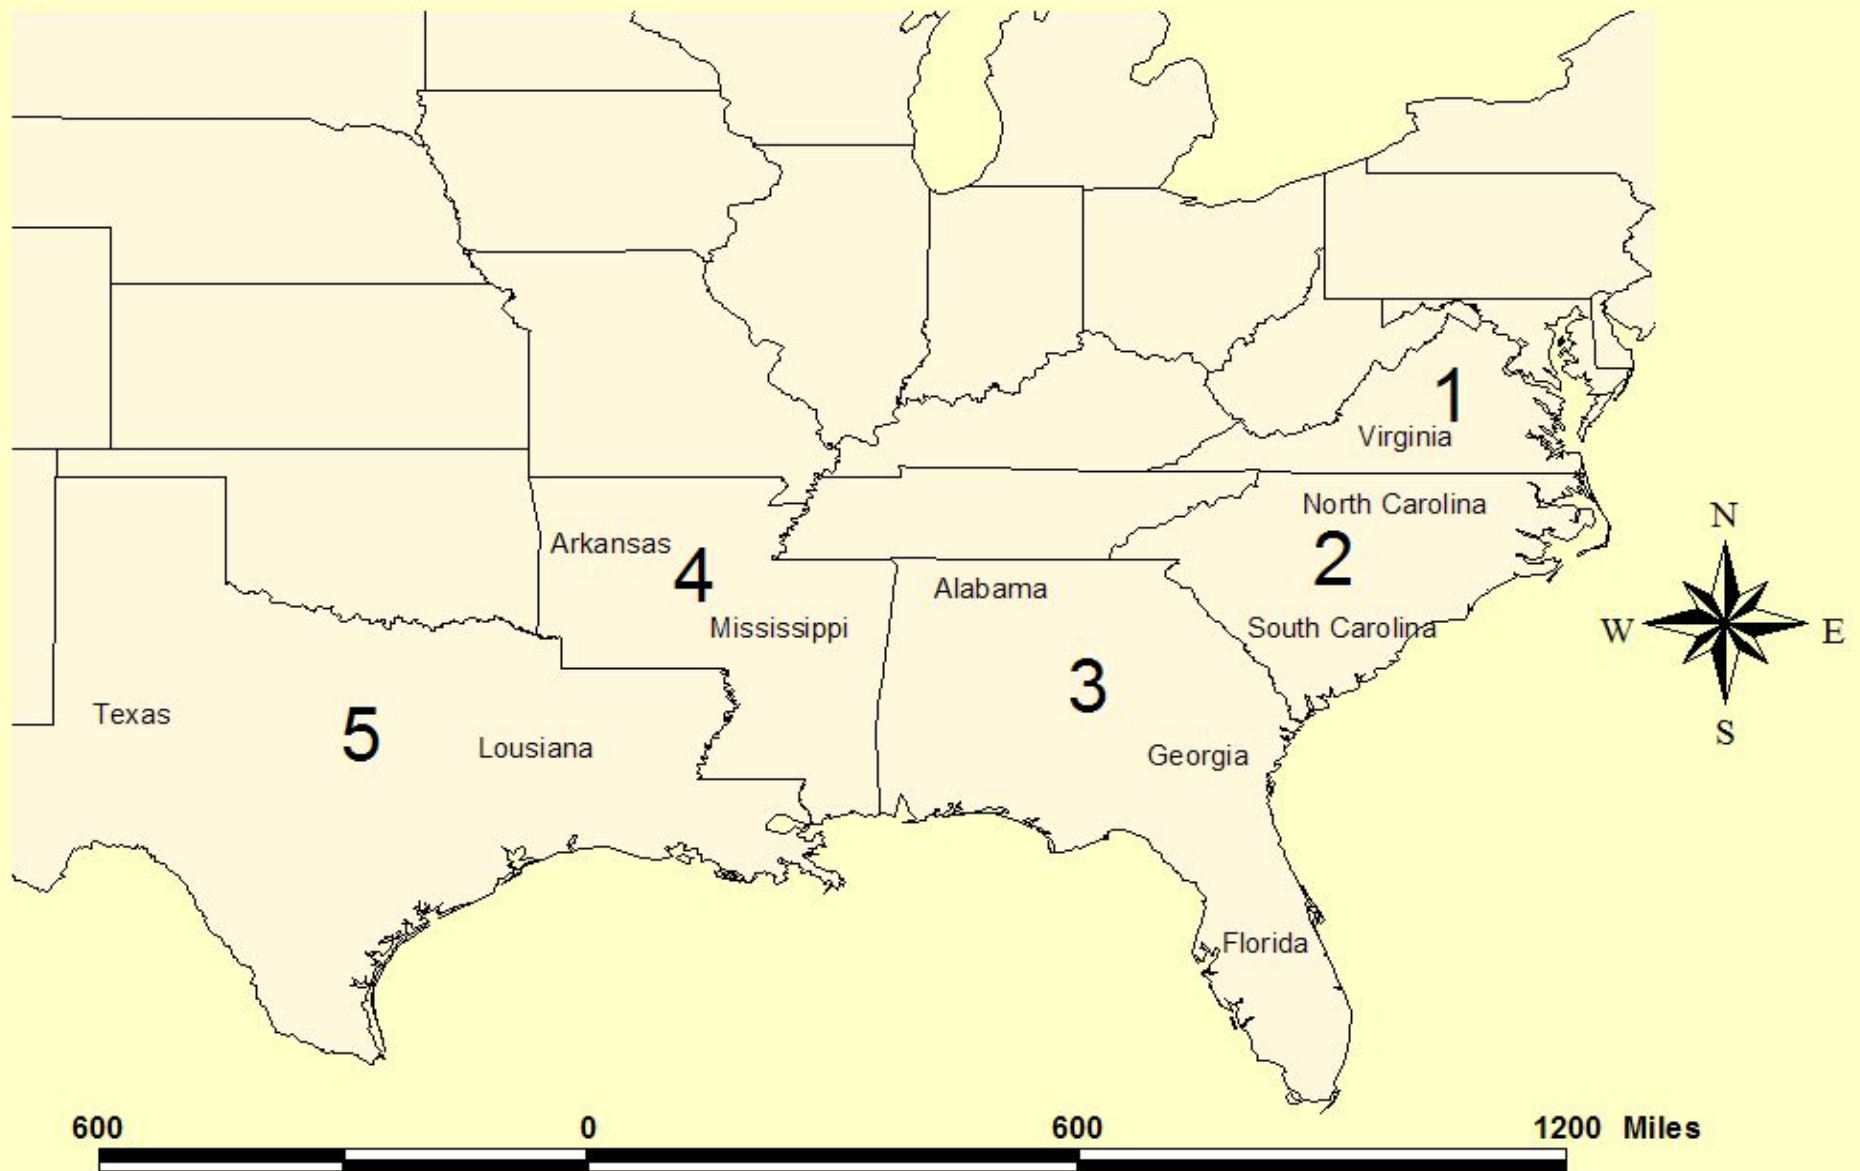 1
Virginia
North Carolina
2
South Carolina
Arkansas
4
Mississippi
Alabama
3
Georgia
Florida
Texas
5
Lousiana
N
W E
S
600 0 600 1200 Miles